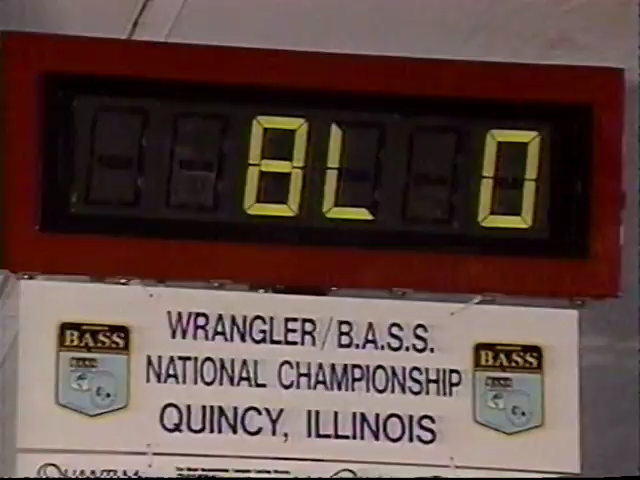 8L 0
WRANGLER/B.A.S.S.
BASS BASS
NATIONAL CHAMPIONSHIP
QUINCY, ILLINOIS